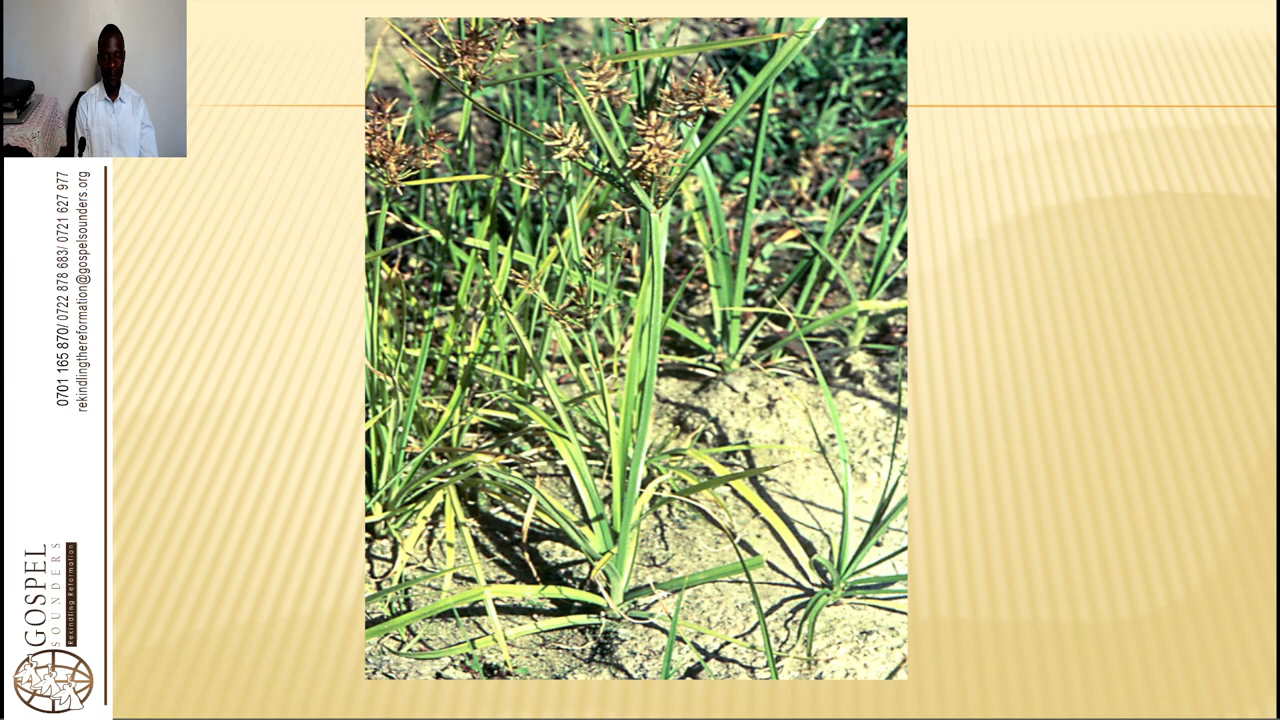 0701 165 870/ 0722 878 683/ 0721 627 977
rekindlingthereformation@gospelsounders.org
GOSPEL
SOUNDERS
Rekindling Reformation